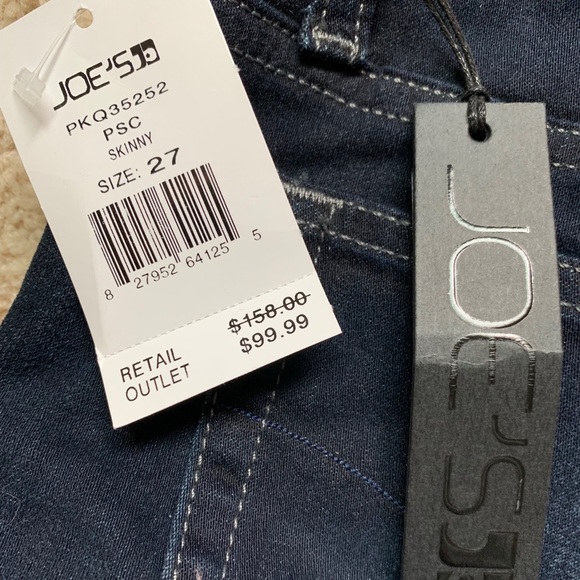 JOE'S
PKQ35252
PSC
SKINNY
SIZE: 27
8 27952 64125 5
$158.00
$99.99
RETAIL
OUTLET
JOE'S